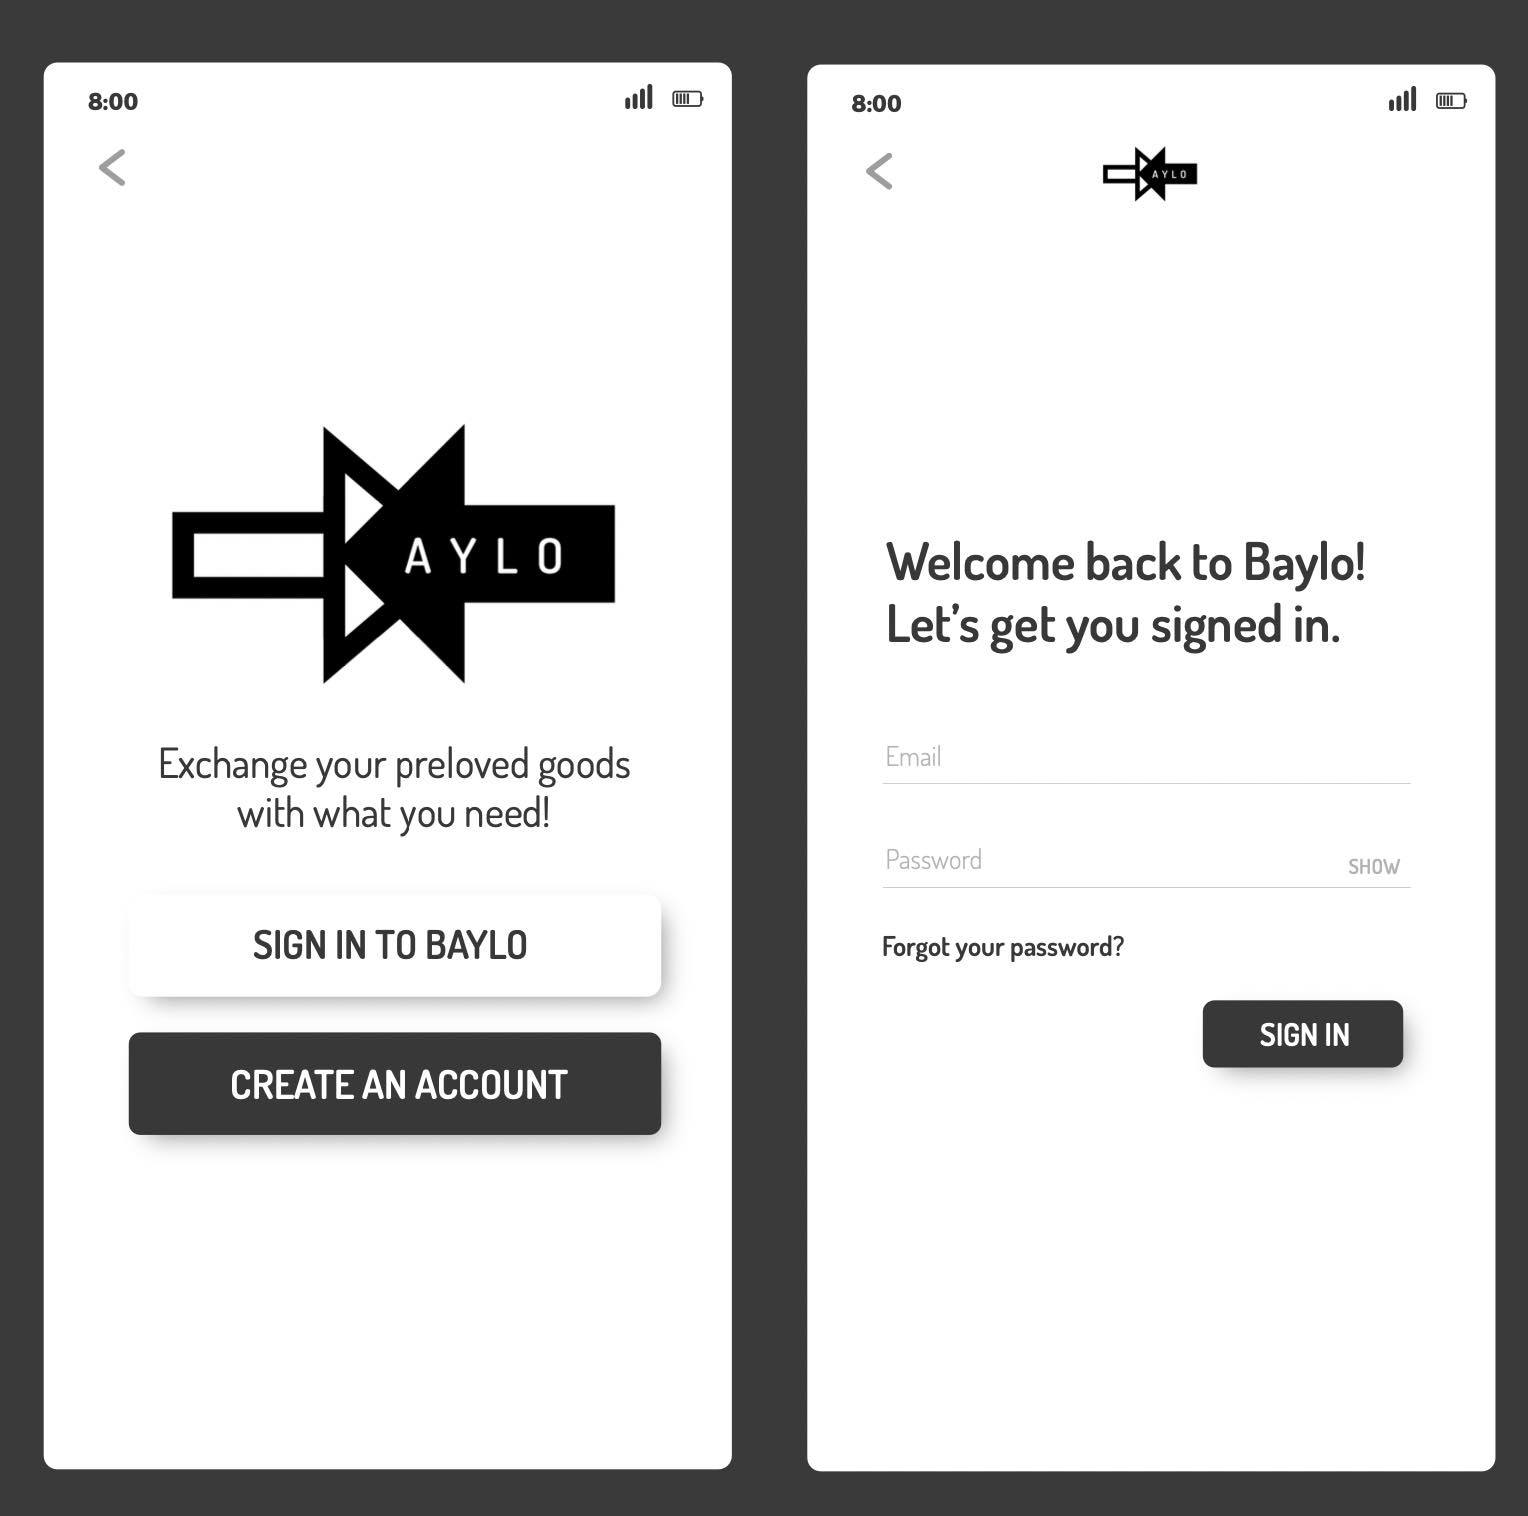 8:00
AYLO
Exchange your preloved goods
with what you need!
SIGN IN TO BAYLO
CREATE AN ACCOUNT
8:00
AYLO
Welcome back to Baylo!
Let’s get you signed in.
Email
Password
SHOW
Forgot your password?
SIGN IN